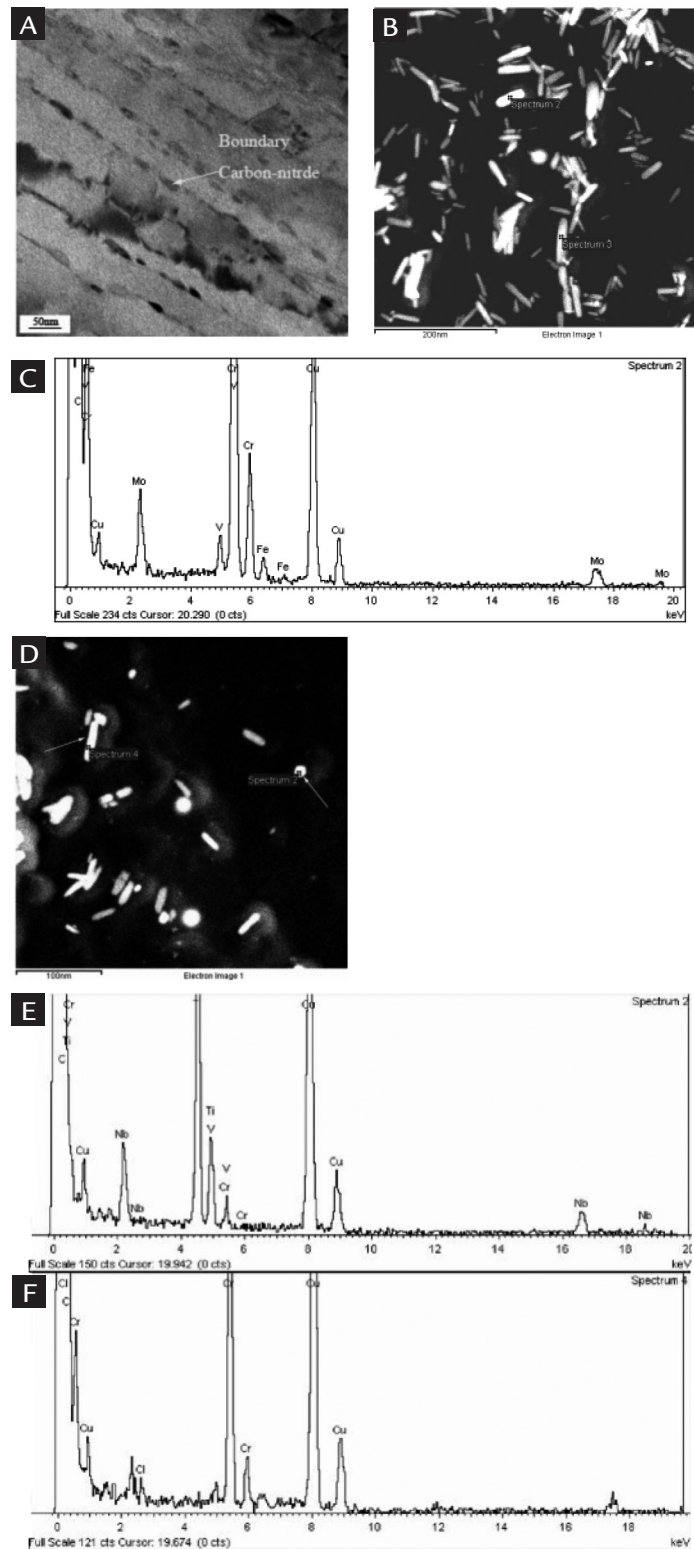 A
Boundary
Carbon-nitrde
50nm
B
Spectrum 2
Spectrum 3
200nm Electron Image 1
C
Spectrum 2
Fe Cr Cu
V V
C
Cr
Cr
Mo
Cu V Cu
Fe Fe Mo Mo
0 2 4 6 8 10 12 14 16 18 20
Full Scale 234 cts Cursor: 20.290 (0 cts) keV
D
Spectrum 4
Spectrum 2
100nm Electron Image 1
E
Spectrum 2
Cr Cu
V
Ti
C
Ti
Nb V
Cu V Cu
Cr
Nb Cr Nb Nb
0 2 4 6 8 10 12 14 16 18 20
Full Scale 150 cts Cursor: 19.942 (0 cts) keV
F
Spectrum 4
Cl Cr Cu
C
Cr
Cu Cu
Cr
Cl
0 2 4 6 8 10 12 14 16 18
Full Scale 121 cts Cursor: 19.674 (0 cts) keV